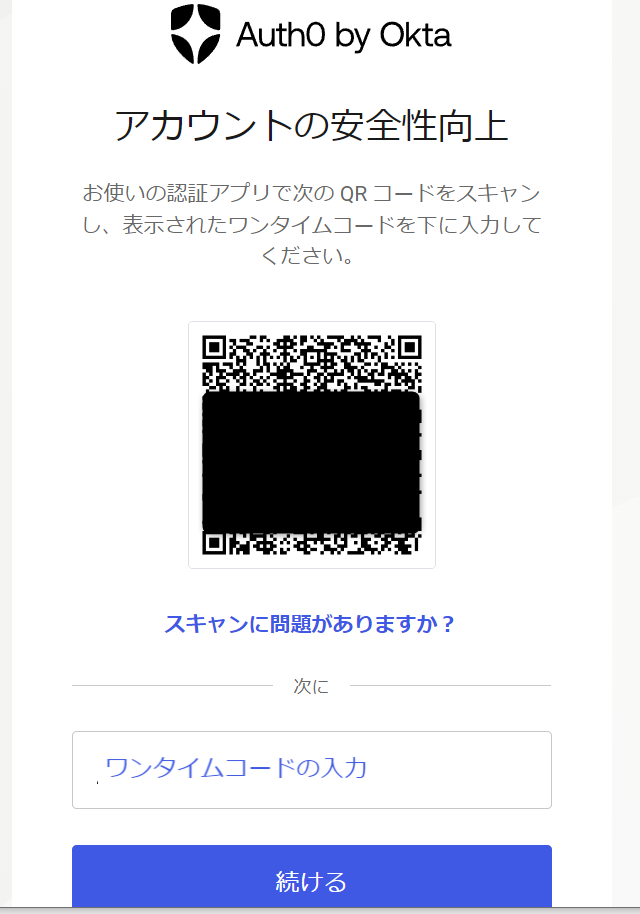 Auth0 by Okta
アカウントの安全性向上
お使いの認証アプリで次の QR コードをスキャン
し、表示されたワンタイムコードを下に入力して
ください。
スキャンに問題がありますか？
次に
ワンタイムコードの入力
続ける